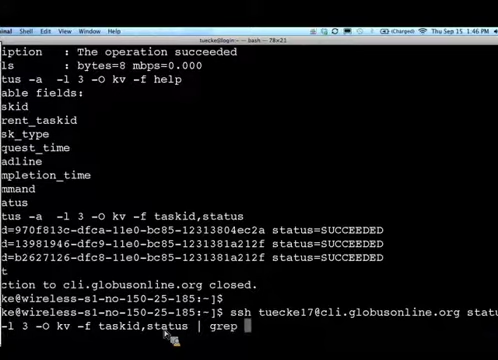 ninal Shell Edit View Window Help (Charged) Thu Sep 15 1:46 PM
tuecke@login — bash — 78×21
iption : The operation succeeded
ls : bytes=8 mbps=0.000
tus -a -l 3 -O kv -f help
able fields:
skid
rent_taskid
sk_type
quest_time
adline
mpletion_time
mmand
atus
tus -a -l 3 -O kv -f taskid,status
d=970f813c-dfca-11e0-bc85-12313804ec2a status=SUCCEEDED
d=13981946-dfc9-11e0-bc85-1231381a212f status=SUCCEEDED
d=b2627126-dfc8-11e0-bc85-1231381a212f status=SUCCEEDED
t
ction to cli.globusonline.org closed.
ke@wireless-s1-no-150-25-185:~]$
ke@wireless-s1-no-150-25-185:~]$ ssh tuecke17@cli.globusonline.org statu
-l 3 -O kv -f taskid,status | grep